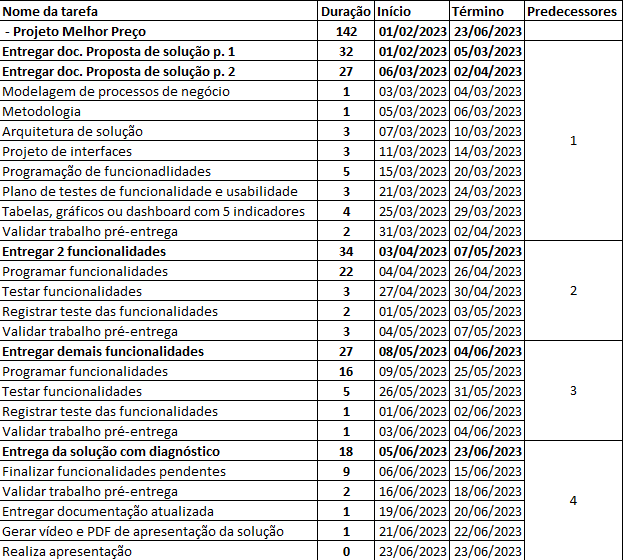 Nome da tarefa Duração Início Término Predecessores
- Projeto Melhor Preço 142 01/02/2023 23/06/2023
Entregar doc. Proposta de solução p. 1 32 01/02/2023 05/03/2023
Entregar doc. Proposta de solução p. 2 27 06/03/2023 02/04/2023
Modelagem de processos de negócio 1 03/03/2023 04/03/2023
Metodologia 1 05/03/2023 06/03/2023
Arquitetura de solução 3 07/03/2023 10/03/2023
1
Projeto de interfaces 3 11/03/2023 14/03/2023
Programação de funcionadlidades 5 15/03/2023 20/03/2023
Plano de testes de funcionalidade e usabilidade 3 21/03/2023 24/03/2023
Tabelas, gráficos ou dashboard com 5 indicadores 4 25/03/2023 29/03/2023
Validar trabalho pré-entrega 2 31/03/2023 02/04/2023
Entregar 2 funcionalidades 34 03/04/2023 07/05/2023
Programar funcionalidades 22 04/04/2023 26/04/2023
Testar funcionalidades 3 27/04/2023 30/04/2023 2
Registrar teste das funcionalidades 2 01/05/2023 03/05/2023
Validar trabalho pré-entrega 3 04/05/2023 07/05/2023
Entregar demais funcionalidades 27 08/05/2023 04/06/2023
Programar funcionalidades 16 09/05/2023 25/05/2023
Testar funcionalidades 5 26/05/2023 31/05/2023 3
Registrar teste das funcionalidades 1 01/06/2023 02/06/2023
Validar trabalho pré-entrega 1 03/06/2023 04/06/2023
Entrega da solução com diagnóstico 18 05/06/2023 23/06/2023
Finalizar funcionalidades pendentes 9 06/06/2023 15/06/2023
Validar trabalho pré-entrega 2 16/06/2023 18/06/2023
4
Entregar documentação atualizada 1 19/06/2023 20/06/2023
Gerar vídeo e PDF de apresentação da solução 1 21/06/2023 22/06/2023
Realiza apresentação 0 23/06/2023 23/06/2023